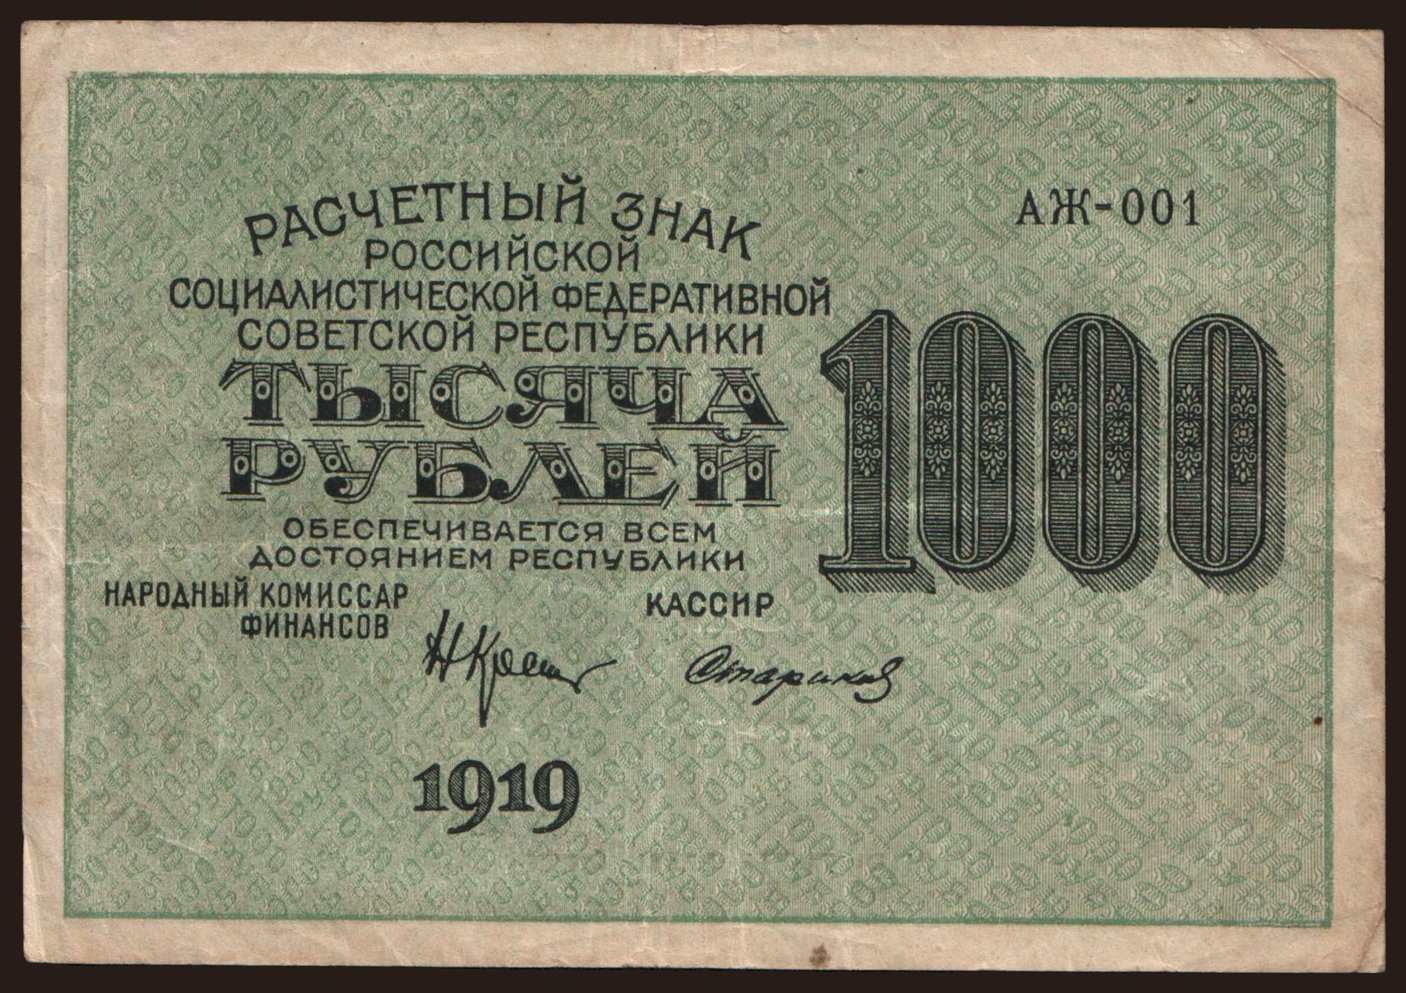 РАСЧЕТНЫЙ ЗНАК
РОССИЙСКОЙ
СОЦИАЛИСТИЧЕСКОЙ ФЕДЕРАТИВНОЙ
СОВЕТСКОЙ РЕСПУБЛИКИ
ТЫСЯЧА
РУБЛЕЙ
ОБЕСПЕЧИВАЕТСЯ ВСЕМ
ДОСТОЯНИЕМ РЕСПУБЛИКИ
НАРОДНЫЙ КОМИССАР
ФИНАНСОВ
КАССИР
1919
АЖ-001
1000